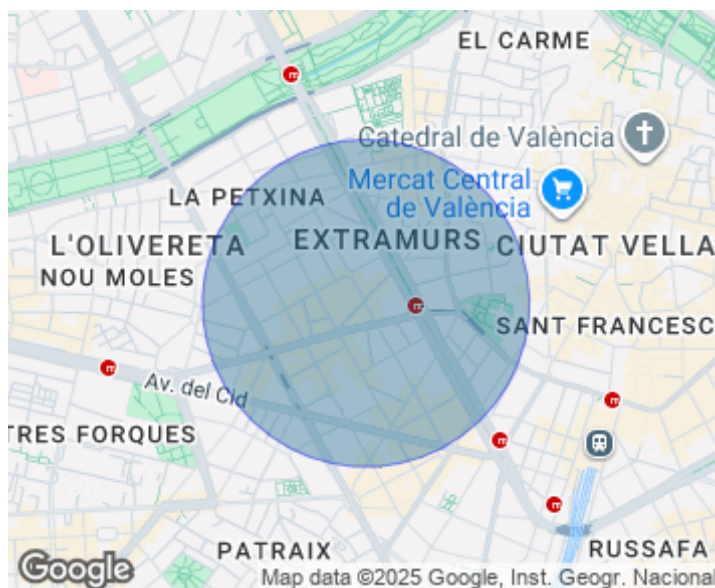 EL CARME
Catedral de València
LA PETXINA
Mercat Central
de València
L'OLIVERETA
EXTRAMURS
CIUTAT VELLA
NOU MOLES
SANT FRANCESC
Av. del Cid
TRES FORQUES
PATRAIX
RUSSAFA
Google
Map data ©2025 Google, Inst. Geogr. Nacional